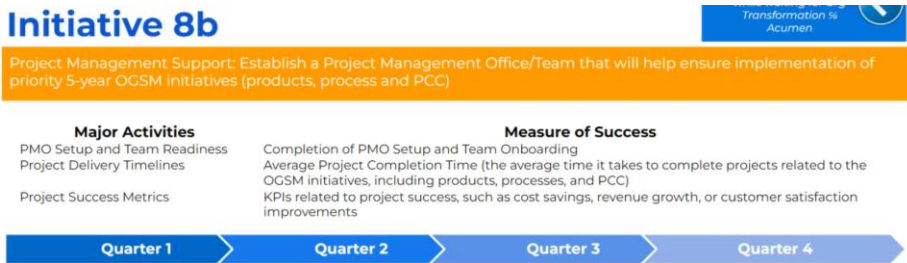 Initiative 8b
Transformation %
Acumen
Project Management Support: Establish a Project Management Office/Team that will help ensure implementation of
priority 5-year OGSM initiatives (products, process and PCC)
Major Activities
Measure of Success
PMO Setup and Team Readiness
Completion of PMO Setup and Team Onboarding
Project Delivery Timelines
Average Project Completion Time (the average time it takes to complete projects related to the
OGSM initiatives, including products, processes, and PCC)
Project Success Metrics
KPIs related to project success, such as cost savings, revenue growth, or customer satisfaction
improvements
Quarter 1
Quarter 2
Quarter 3
Quarter 4